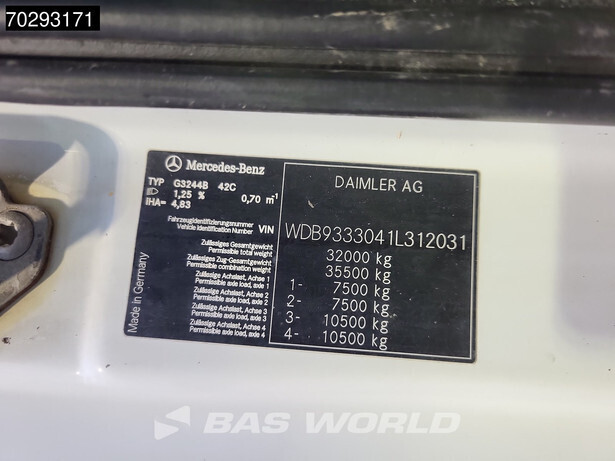 70293171
Mercedes-Benz
DAIMLER AG
TYP G3244B 42C
1,25 % 0,70 m⁻¹
IHA= 4,83
Fahrzeugidentifizierungsnummer
Vehicle Identification Number VIN WDB9333041L312031
Zulässiges Gesamtgewicht
Permissible total weight 32000 kg
Zulässiges Zug-Gesamtgewicht
Permissible combination weight 35500 kg
Zulässige Achslast, Achse 1
Permissible axle load, axle 1 1- 7500 kg
Zulässige Achslast, Achse 2
Permissible axle load, axle 2 2- 7500 kg
Zulässige Achslast, Achse 3
Permissible axle load, axle 3 3- 10500 kg
Zulässige Achslast, Achse 4
Permissible axle load, axle 4 4- 10500 kg
Made in Germany
BAS WORLD